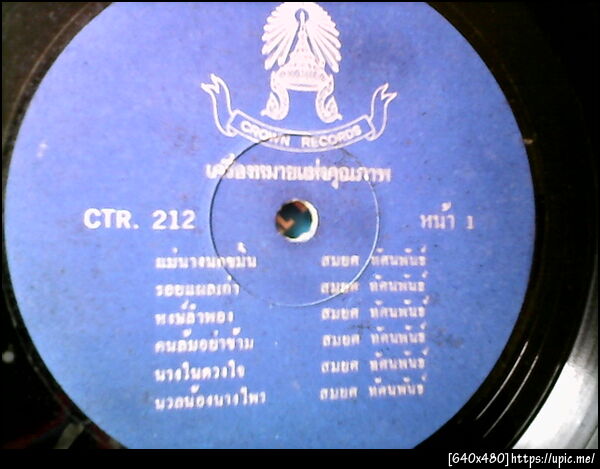 CROWN RECORDS
เครื่องหมายแห่งคุณภาพ
CTR. 212 หน้า 1
แม่นางนกขมิ้น สมยศ ทัศนพันธ์
รอยแผลเก่า สมยศ ทัศนพันธ์
หงษ์ลำพอง สมยศ ทัศนพันธ์
คนล้มอย่าข้าม สมยศ ทัศนพันธ์
นางในดวงใจ สมยศ ทัศนพันธ์
นวลน้องนางไพร สมยศ ทัศนพันธ์
[640x480]https://upic.me/